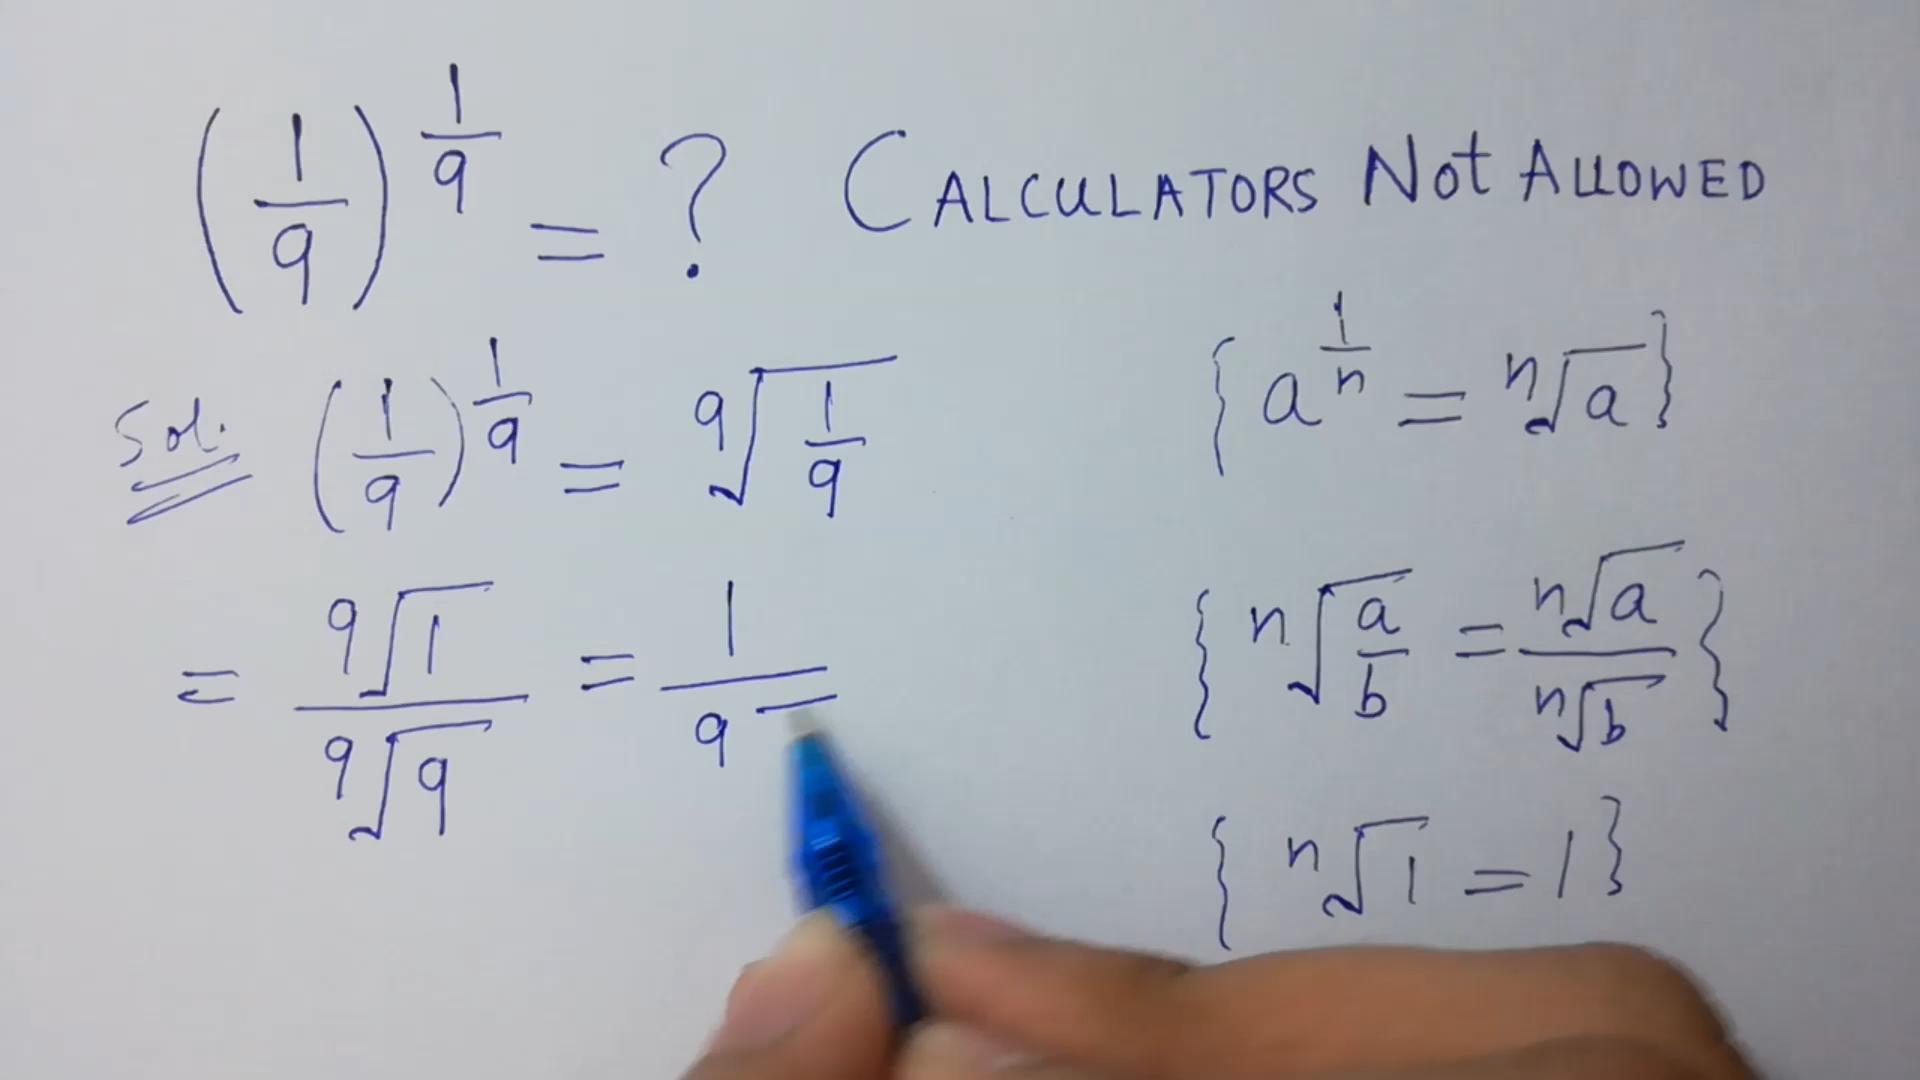 (1/9)^(1/9) = ? CALCULATORS NOT ALLOWED
Sol. (1/9)^(1/9) = ⁹√(1/9) {a^(1/n) = ⁿ√a}
= ⁹√1/⁹√9 = 1/9 {ⁿ√(a/b) = ⁿ√a/ⁿ√b}
{ⁿ√1 = 1}